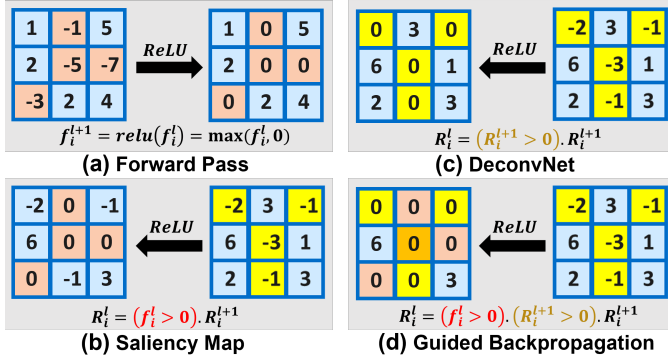 1 -1 5
2 -5 -7
-3 2 4
ReLU
1 0 5
2 0 0
0 2 4
f_i^{l+1} = relu(f_i^l) = max(f_i^l, 0)
(a) Forward Pass
0 3 0
6 0 1
2 0 3
ReLU
-2 3 -1
6 -3 1
2 -1 3
R_i^l = (R_i^{l+1} > 0). R_i^{l+1}
(c) DeconvNet
-2 0 -1
6 0 0
0 -1 3
ReLU
-2 3 -1
6 -3 1
2 -1 3
R_i^l = (f_i^l > 0). R_i^{l+1}
(b) Saliency Map
0 0 0
6 0 0
0 0 3
ReLU
-2 3 -1
6 -3 1
2 -1 3
R_i^l = (f_i^l > 0). (R_i^{l+1} > 0). R_i^{l+1}
(d) Guided Backpropagation